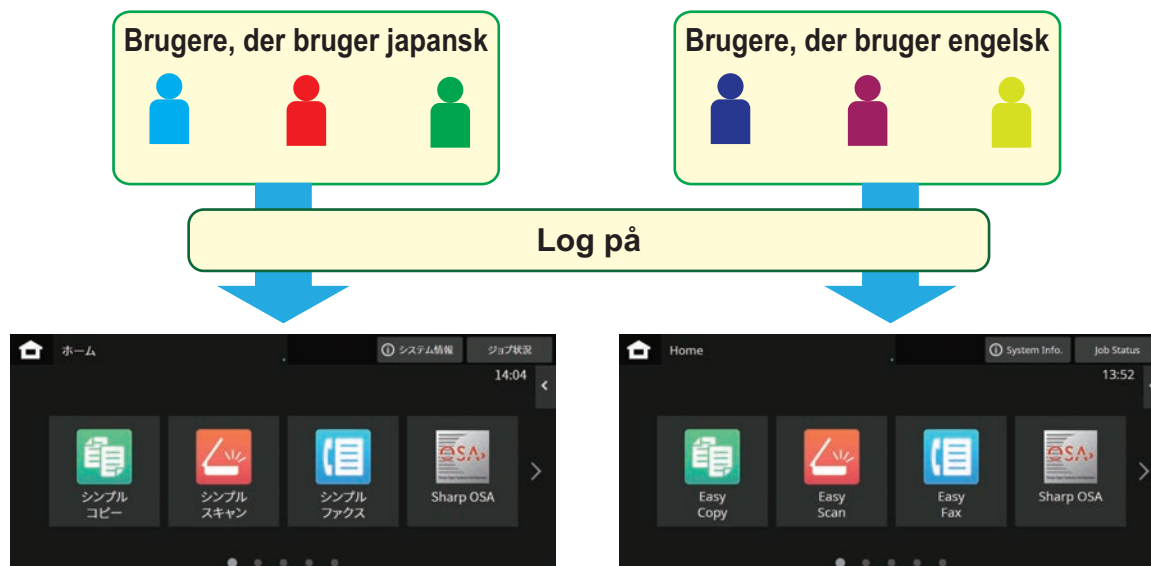 Brugere, der bruger japansk
Brugere, der bruger engelsk
Log på
ホーム
システム情報
ジョブ状況
14:04
シンプル
コピー
シンプル
スキャン
シンプル
ファクス
OSA
Sharp OSA
Home
System Info.
Job Status
13:52
Easy
Copy
Easy
Scan
Easy
Fax
OSA
Sharp OSA